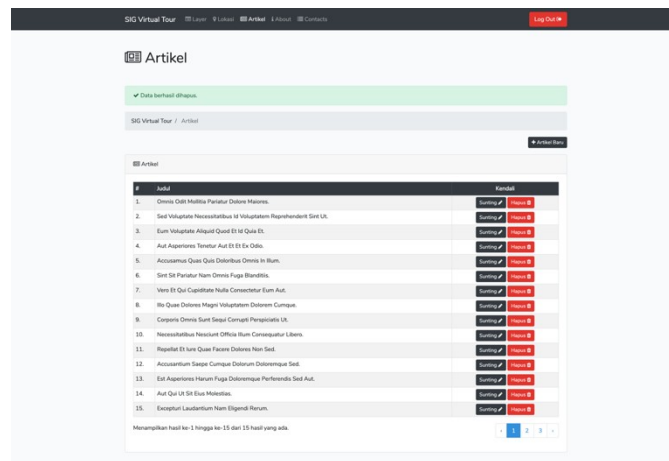 SIG Virtual Tour Layer Lokasi Artikel About Contacts Log Out
Artikel
Data berhasil dihapus.
SIG Virtual Tour / Artikel
+ Artikel Baru
Artikel
# Judul Kendali
1. Omnis Odit Mollitia Pariatur Dolore Maiores. Sunting Hapus
2. Sed Voluptate Necessitatibus Id Voluptatem Reprehenderit Sint Ut. Sunting Hapus
3. Eum Voluptate Aliquid Quod Et Id Quia Et. Sunting Hapus
4. Aut Asperiores Tenetur Aut Et Et Ex Odio. Sunting Hapus
5. Accusamus Quas Quis Doloribus Omnis In Illum. Sunting Hapus
6. Sint Sit Pariatur Nam Omnis Fuga Blanditiis. Sunting Hapus
7. Vero Et Qui Cupiditate Nulla Consectetur Eum Aut. Sunting Hapus
8. Illo Quae Dolores Magni Voluptatem Dolorem Cumque. Sunting Hapus
9. Corporis Omnis Sunt Sequi Corrupti Perspiciatis Ut. Sunting Hapus
10. Necessitatibus Nesciunt Officia Illum Consequatur Libero. Sunting Hapus
11. Repellat Et Iure Quae Facere Dolores Non Sed. Sunting Hapus
12. Accusantium Saepe Cumque Dolorum Doloremque Sed. Sunting Hapus
13. Est Asperiores Harum Fuga Doloremque Perferendis Sed Aut. Sunting Hapus
14. Aut Qui Ut Sit Eius Molestias. Sunting Hapus
15. Excepturi Laudantium Nam Eligendi Rerum. Sunting Hapus
Menampilkan hasil ke-1 hingga ke-15 dari 15 hasil yang ada. ‹ 1 2 3 ›